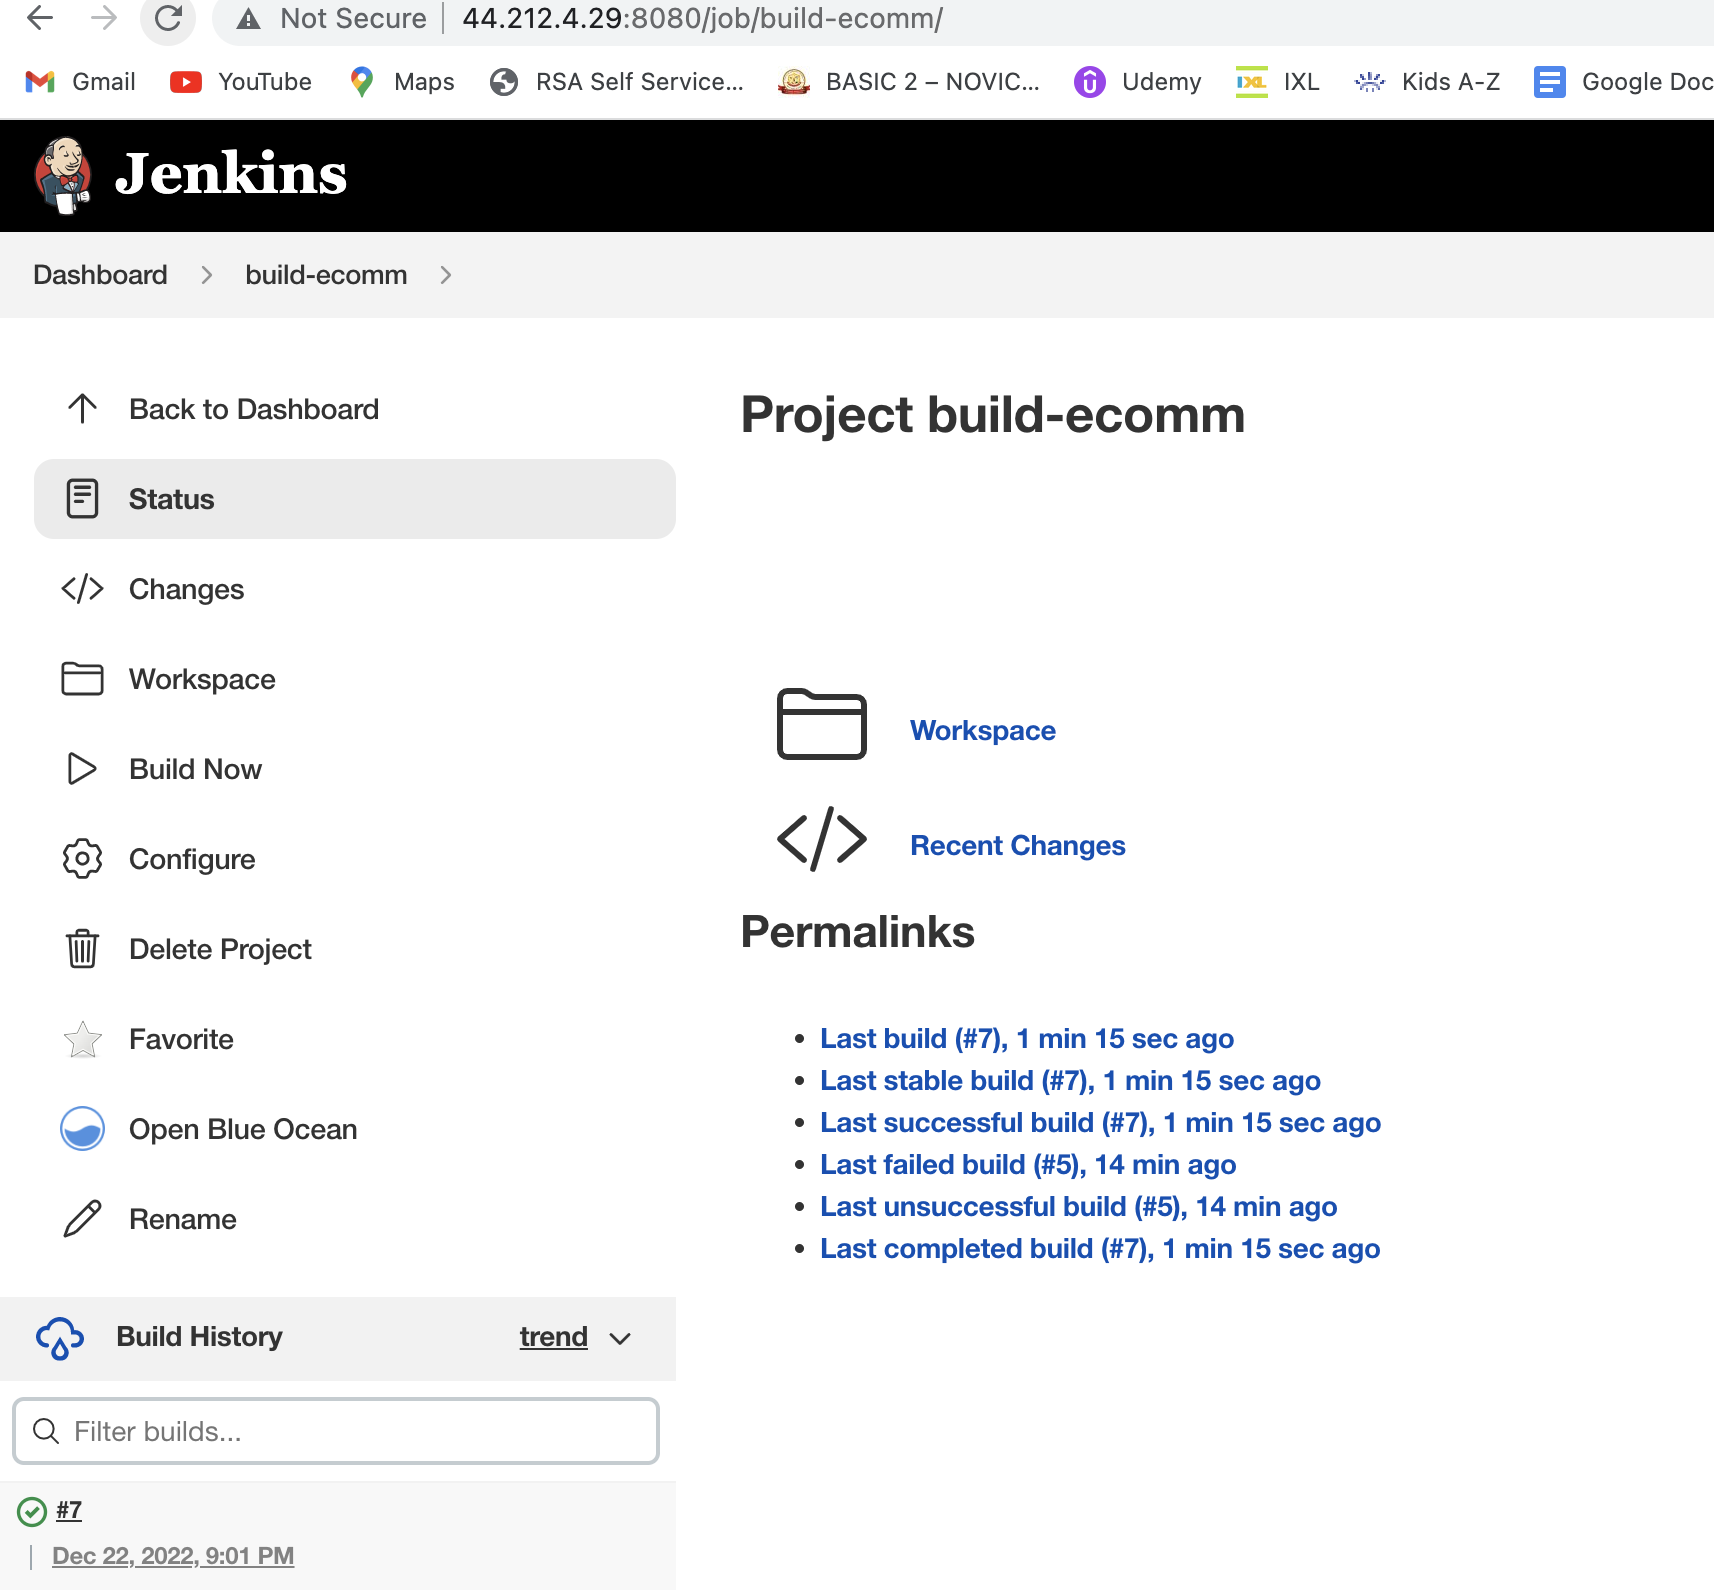 Not Secure | 44.212.4.29:8080/job/build-ecomm/
Gmail YouTube Maps RSA Self Service... BASIC 2 – NOVIC... Udemy IXL IXL Kids A-Z Google Doc
Jenkins
Dashboard > build-ecomm >
Back to Dashboard
Status
Changes
Workspace
Build Now
Configure
Delete Project
Favorite
Open Blue Ocean
Rename
Build History trend
Filter builds...
#7
Dec 22, 2022, 9:01 PM
Project build-ecomm
Workspace
Recent Changes
Permalinks
• Last build (#7), 1 min 15 sec ago
• Last stable build (#7), 1 min 15 sec ago
• Last successful build (#7), 1 min 15 sec ago
• Last failed build (#5), 14 min ago
• Last unsuccessful build (#5), 14 min ago
• Last completed build (#7), 1 min 15 sec ago